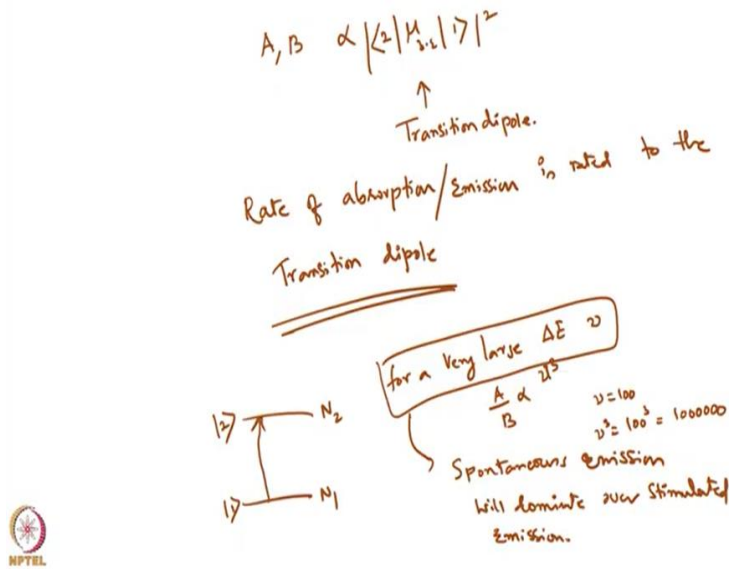 A, B α |<2|μ_{z.ε}|1>|²
↑
Transition dipole.
Rate of absorption/Emission is rated to the
Transition dipole
for a very large ΔE ν
A/B α ν³
ν=100
ν³= 100³ = 1000000
|2> N₂
|1> N₁
Spontaneous Emission
will dominte over Stimulated
Emission.
NPTEL